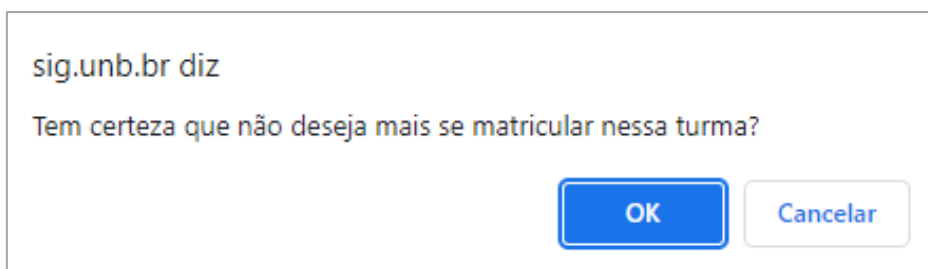 sig.unb.br diz
Tem certeza que não deseja mais se matricular nessa turma?
OK Cancelar